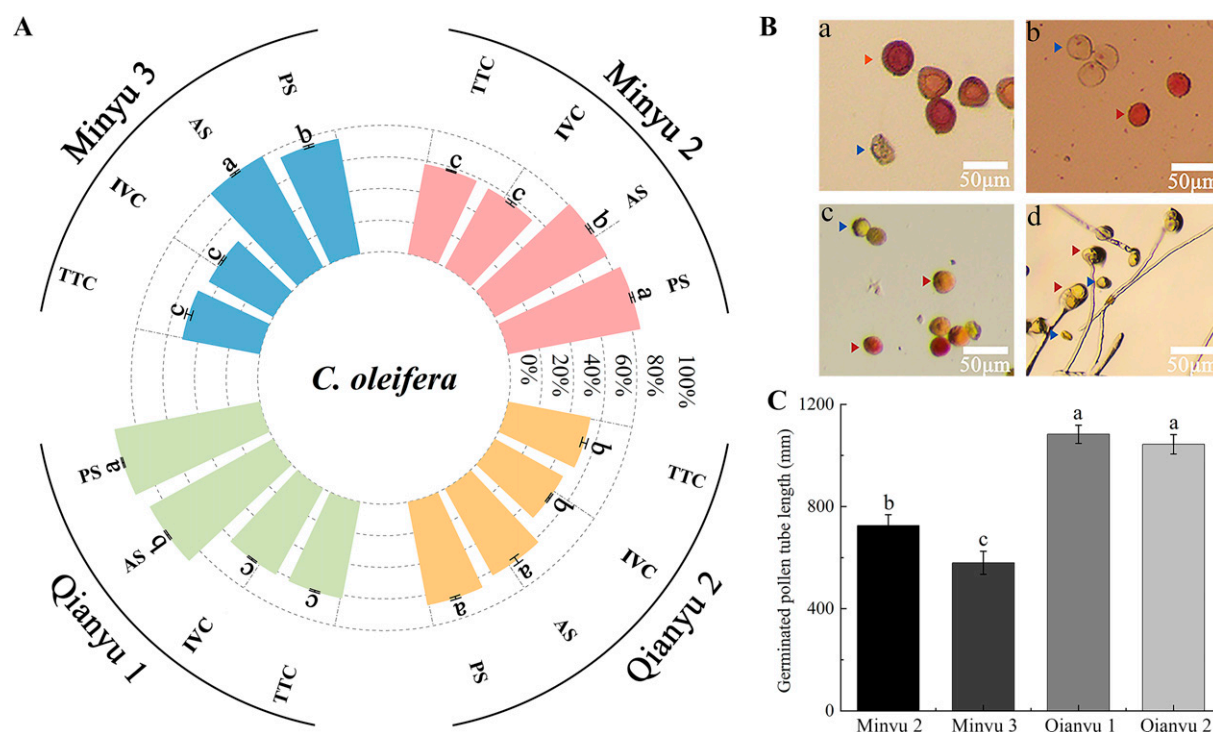 A
Minyu 3
PS
AS
IVC
TTC
b
a
c
c
Minyu 2
TTC
IVC
AS
PS
c
c
b
a
C. oleifera
0%
20%
40%
60%
80%
100%
Qianyu 1
PS
AS
IVC
TTC
a
b
c
c
Qianyu 2
TTC
IVC
AS
PS
b
b
a
a
B
a
50μm
b
50μm
c
50μm
d
50μm
C
Germinated pollen tube length (mm)
1200
800
400
0
b
c
a
a
Minyu 2
Minyu 3
Qianyu 1
Qianyu 2